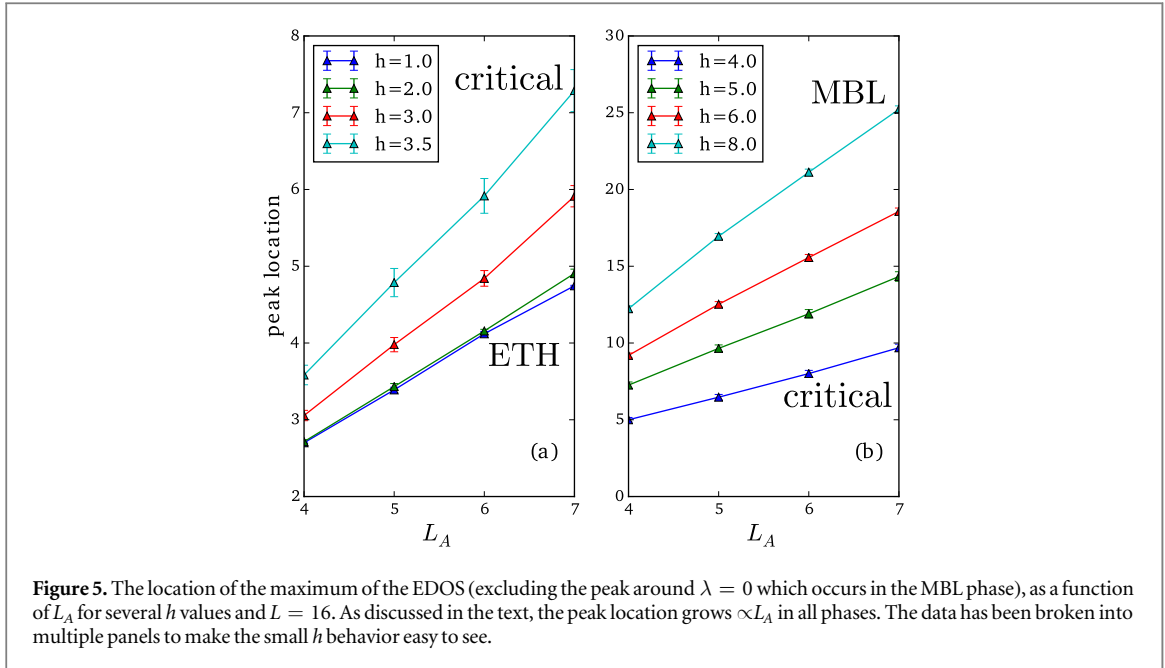 8
7
6
5
4
3
2
peak location
h=1.0
h=2.0
h=3.0
h=3.5
critical
ETH
(a)
4 5 6 7
L_A
30
25
20
15
10
5
0
h=4.0
h=5.0
h=6.0
h=8.0
MBL
critical
(b)
4 5 6 7
L_A
Figure 5. The location of the maximum of the EDOS (excluding the peak around λ = 0 which occurs in the MBL phase), as a function
of L_A for several h values and L = 16. As discussed in the text, the peak location grows ∝L_A in all phases. The data has been broken into
multiple panels to make the small h behavior easy to see.